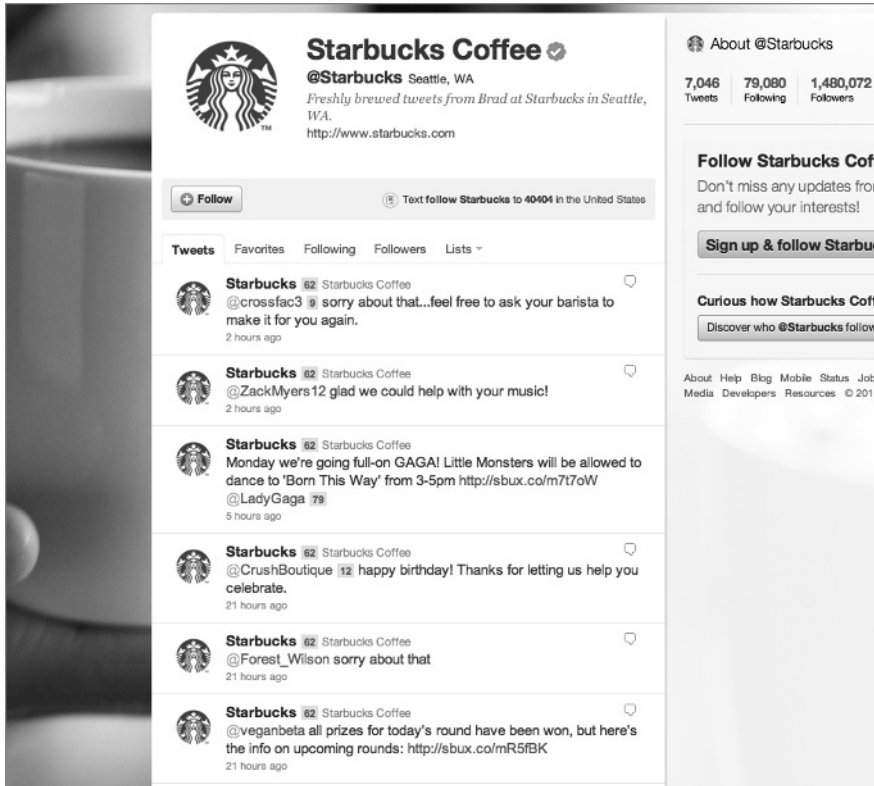 Starbucks Coffee
@Starbucks Seattle, WA
Freshly brewed tweets from Brad at Starbucks in Seattle,
WA.
http://www.starbucks.com
TM
Follow
Text follow Starbucks to 40404 in the United States
Tweets Favorites Following Followers Lists
Starbucks 62 Starbucks Coffee
@crossfac3 9 sorry about that...feel free to ask your barista to
make it for you again.
2 hours ago
Starbucks 62 Starbucks Coffee
@ZackMyers12 glad we could help with your music!
2 hours ago
Starbucks 62 Starbucks Coffee
Monday we're going full-on GAGA! Little Monsters will be allowed to
dance to 'Born This Way' from 3-5pm http://sbux.co/m7t7oW
@LadyGaga 79
5 hours ago
Starbucks 62 Starbucks Coffee
@CrushBoutique 12 happy birthday! Thanks for letting us help you
celebrate.
21 hours ago
Starbucks 62 Starbucks Coffee
@Forest_Wilson sorry about that
21 hours ago
Starbucks 62 Starbucks Coffee
@veganbeta all prizes for today's round have been won, but here's
the info on upcoming rounds: http://sbux.co/mR5fBK
21 hours ago
About @Starbucks
7,046 79,080 1,480,072
Tweets Following Followers
Follow Starbucks Cof
Don't miss any updates fro
and follow your interests!
Sign up & follow Starbu
Curious how Starbucks Cof
Discover who @Starbucks follow
About Help Blog Mobile Status Job
Media Developers Resources © 201